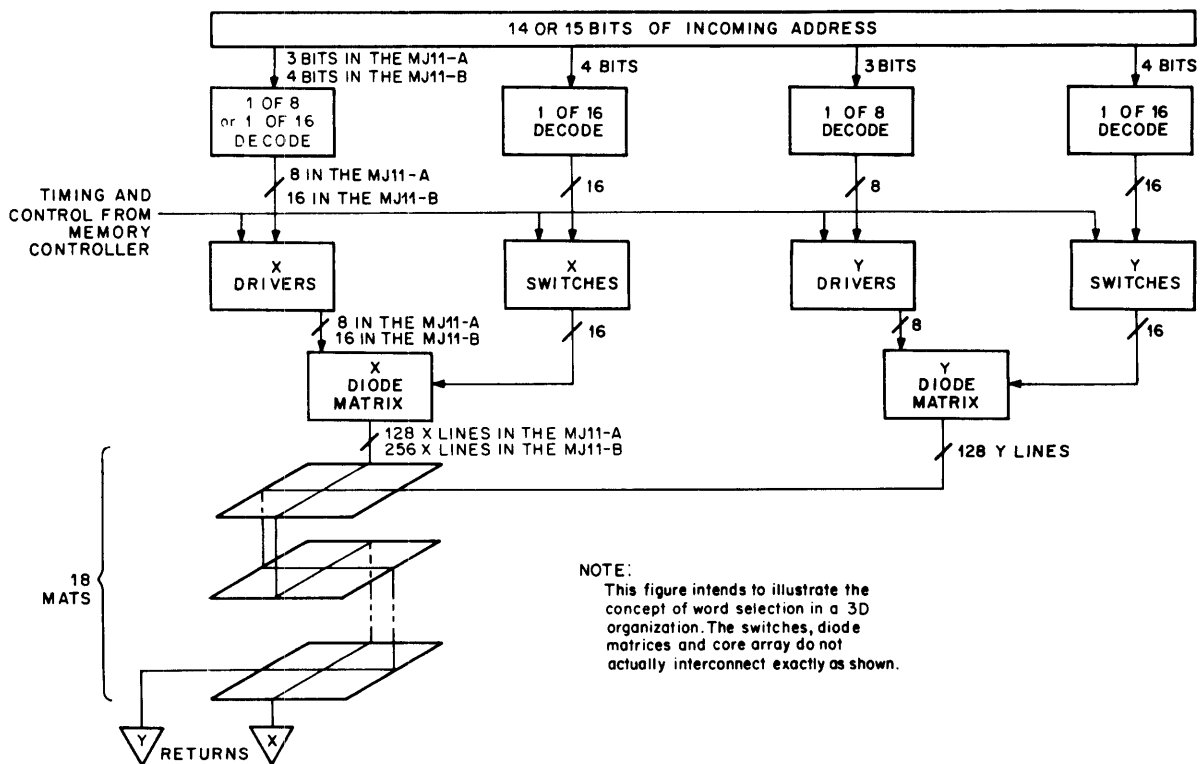 14 OR 15 BITS OF INCOMING ADDRESS
3 BITS IN THE MJ11-A
4 BITS IN THE MJ11-B
4 BITS
3 BITS
4 BITS
1 OF 8
or 1 OF 16
DECODE
1 OF 16
DECODE
1 OF 8
DECODE
1 OF 16
DECODE
8 IN THE MJ11-A
16 IN THE MJ11-B
16
8
16
TIMING AND
CONTROL FROM
MEMORY
CONTROLLER
X
DRIVERS
X
SWITCHES
Y
DRIVERS
Y
SWITCHES
8 IN THE MJ11-A
16 IN THE MJ11-B
16
8
16
X
DIODE
MATRIX
Y
DIODE
MATRIX
128 X LINES IN THE MJ11-A
256 X LINES IN THE MJ11-B
128 Y LINES
18
MATS
NOTE:
This figure intends to illustrate the
concept of word selection in a 3D
organization. The switches, diode
matrices and core array do not
actually interconnect exactly as shown.
Y RETURNS X